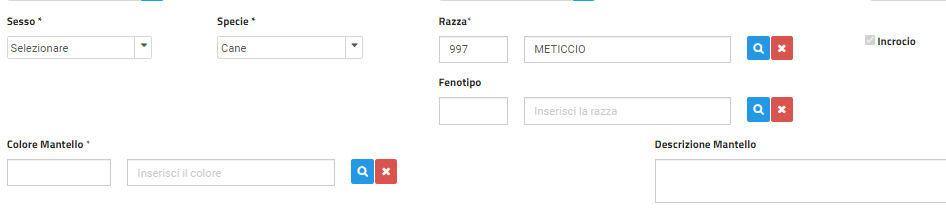 Sesso * Specie * Razza*
Selezionare Cane 997 METICCIO Incrocio
Fenotipo
Inserisci la razza
Colore Mantello * Descrizione Mantello
Inserisci il colore